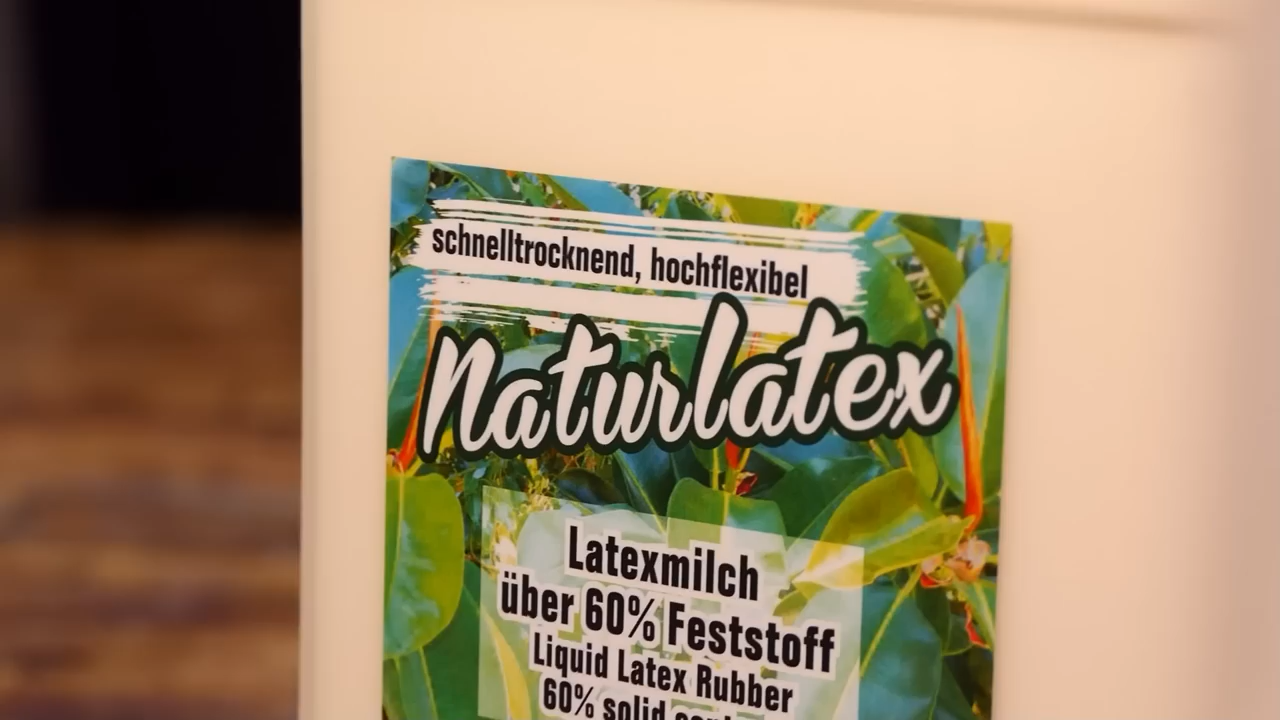 schnelltrocknend, hochflexibel
Naturlatex
Latexmilch
über 60% Feststoff
Liquid Latex Rubber
60% solid